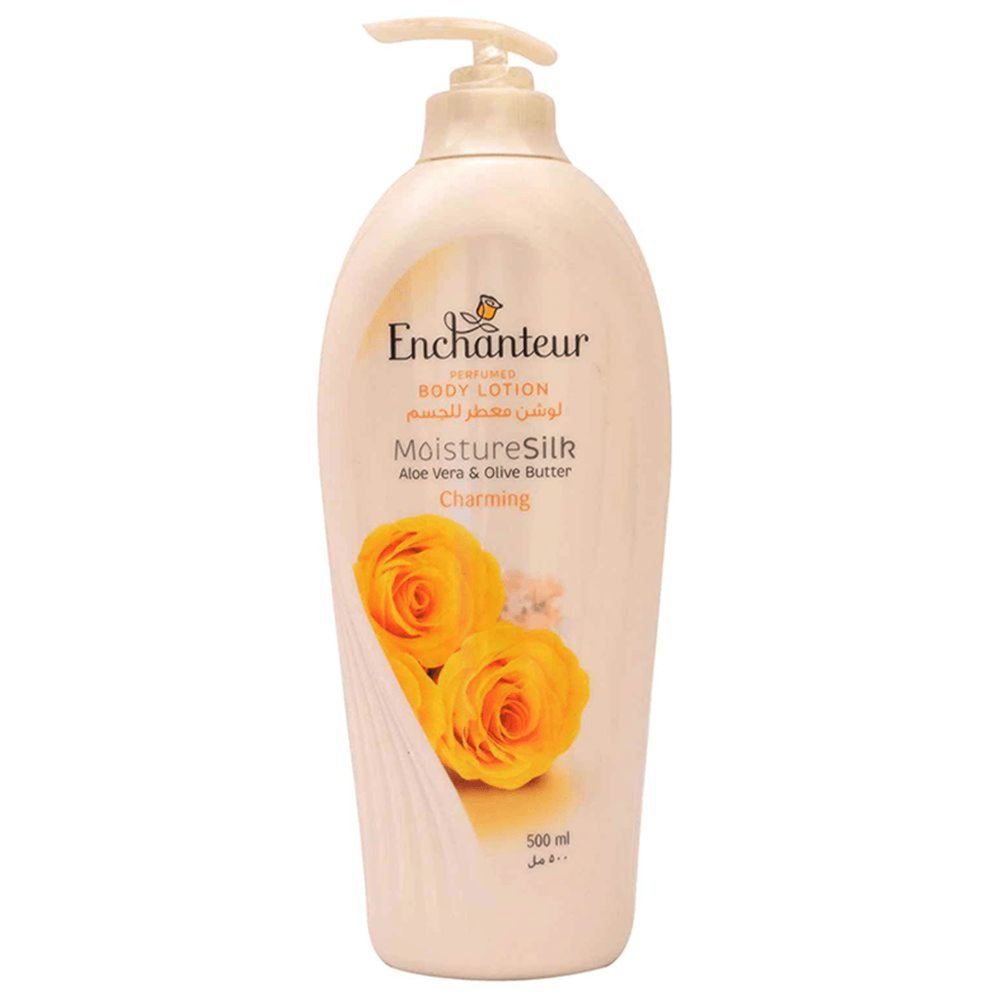 Enchanteur
PERFUMED
BODY LOTION
لوشن معطر للجسم
MoistureSilk
Aloe Vera & Olive Butter
Charming
500 ml
٥٠٠ مل